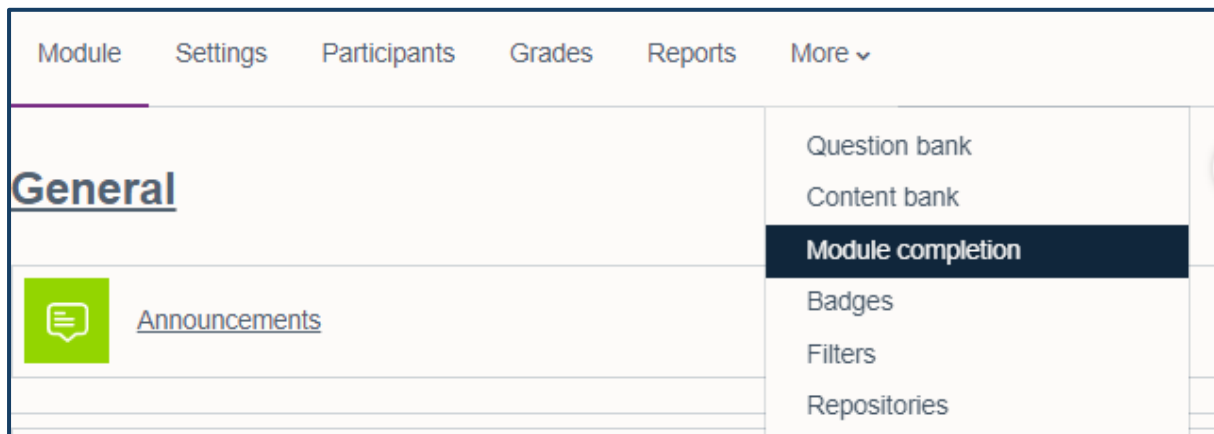 Module Settings Participants Grades Reports More
Question bank
General
Content bank
Module completion
Badges
Announcements
Filters
Repositories